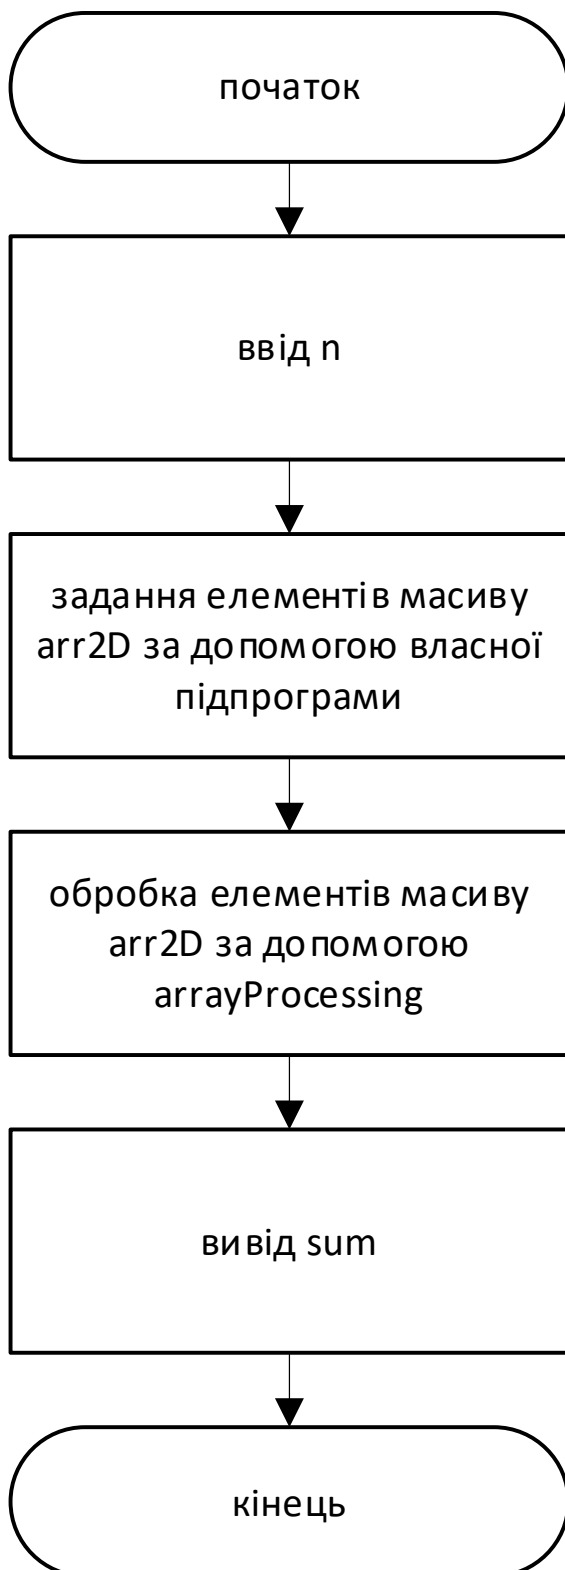 початок
ввід n
задання елементів масиву
arr2D за допомогою власної
підпрограми
обробка елементів масиву
arr2D за допомогою
arrayProcessing
вивід sum
кінець